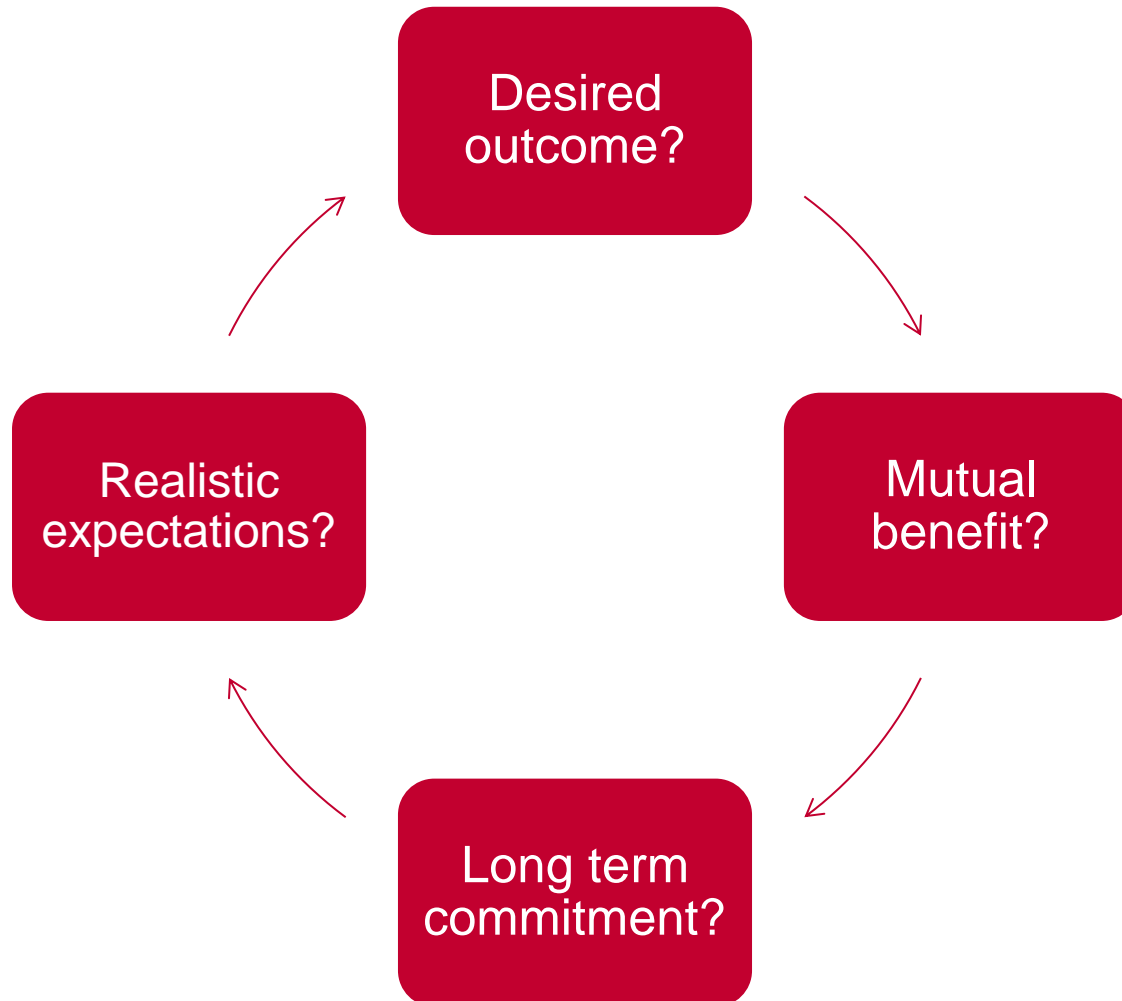 Desired
outcome?
Mutual
benefit?
Long term
commitment?
Realistic
expectations?